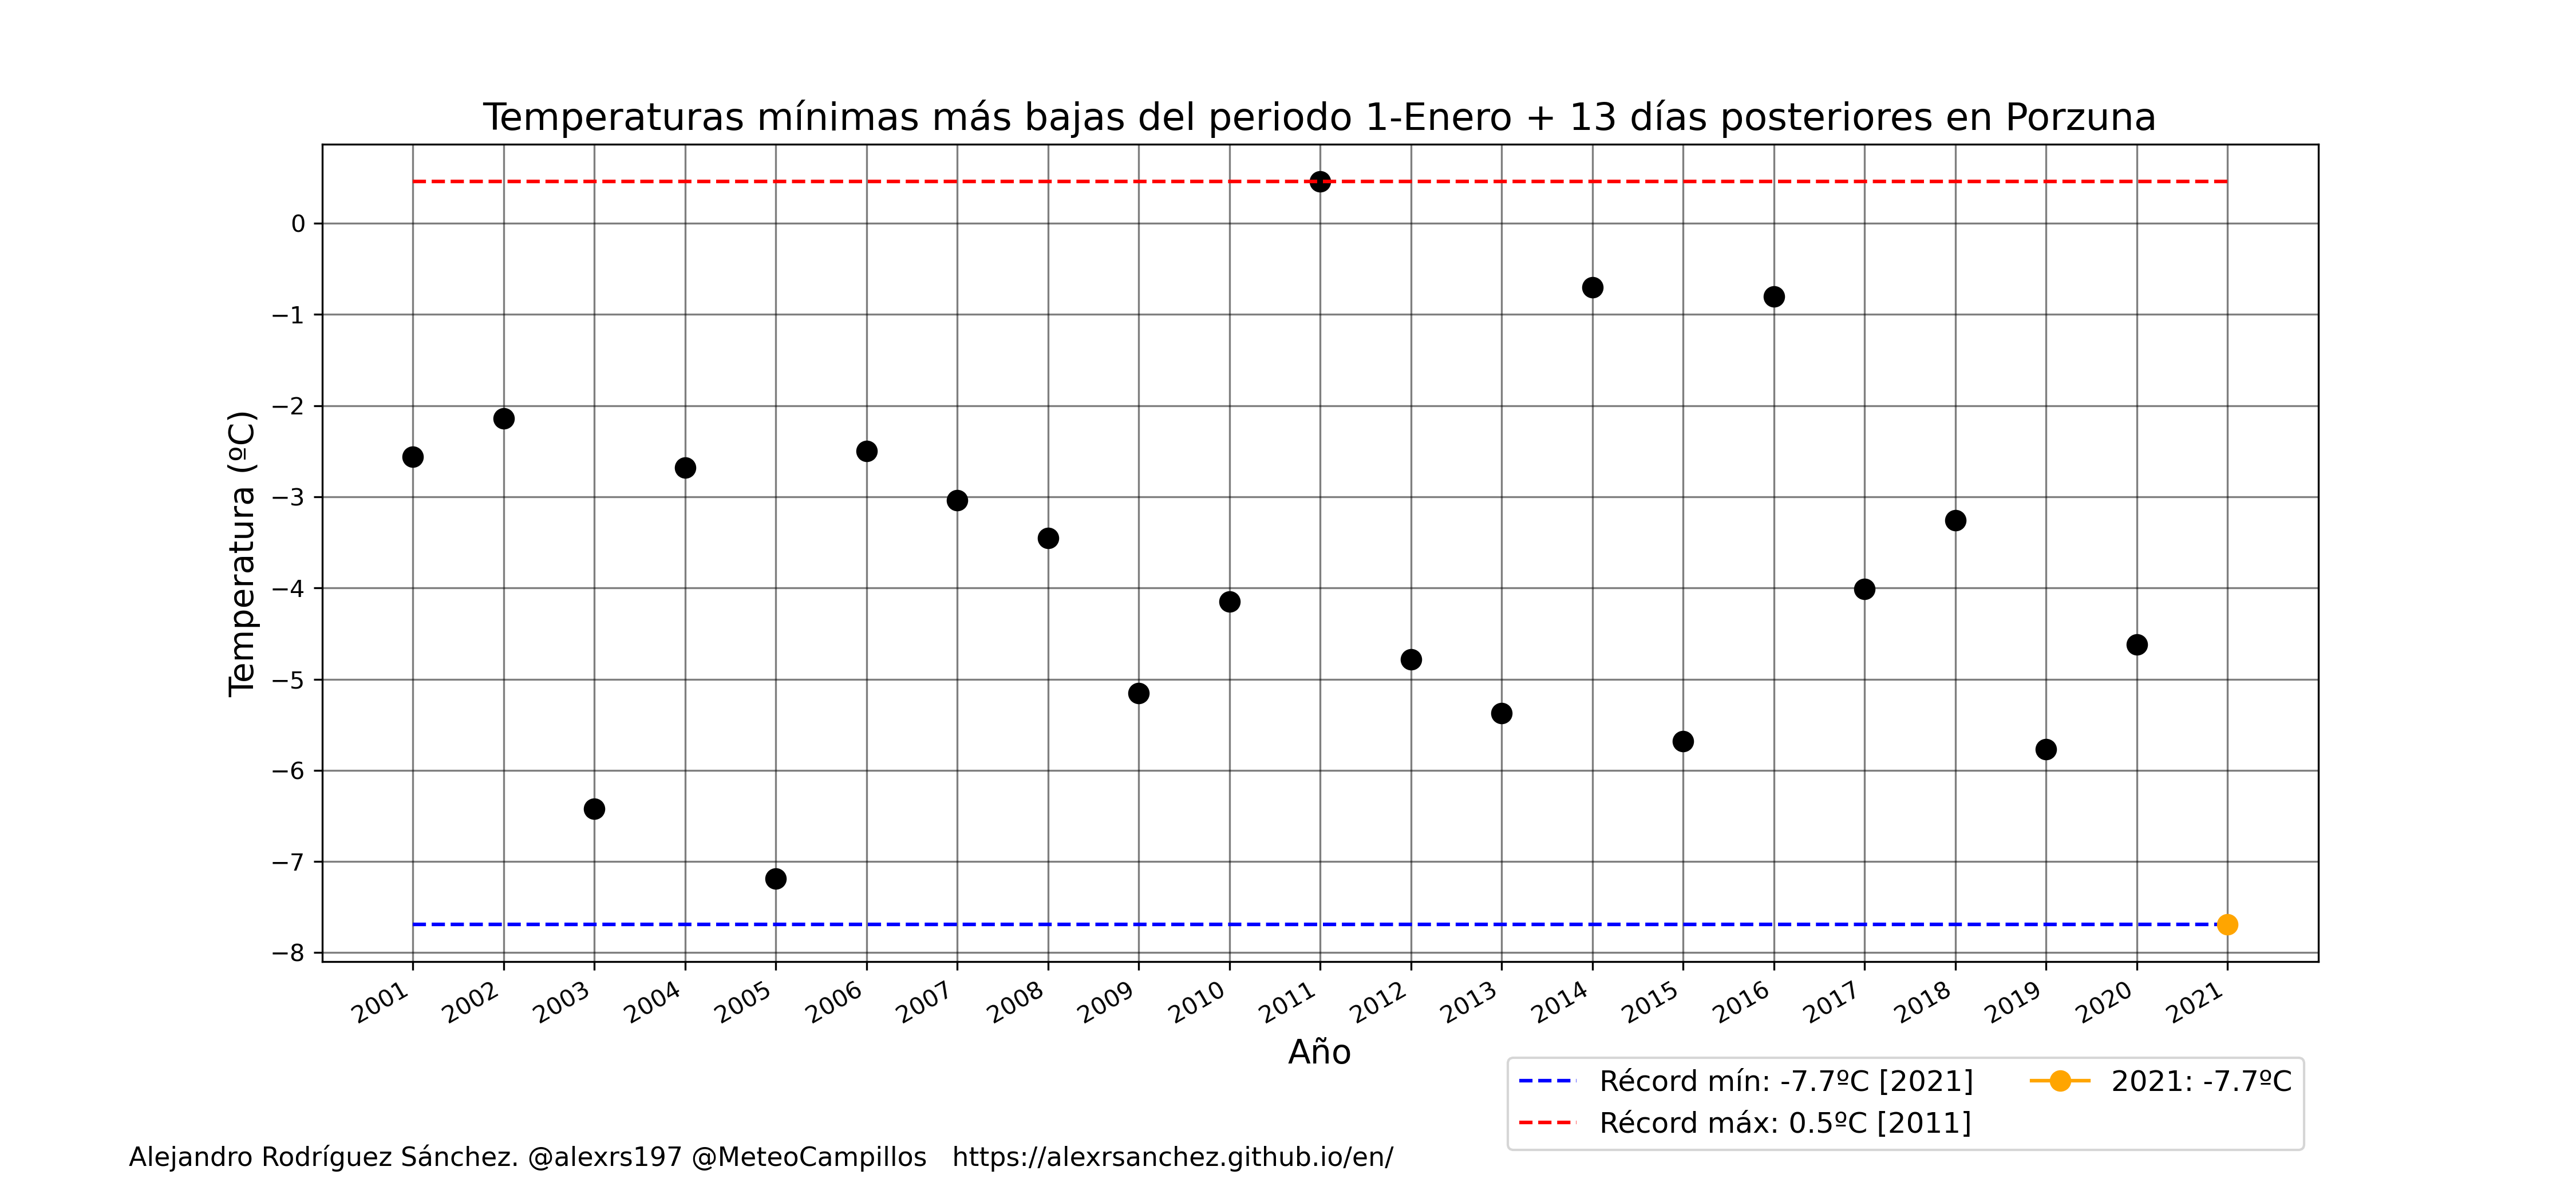 Temperaturas mínimas más bajas del periodo 1-Enero + 13 días posteriores en Porzuna
Temperatura (ºC)
0
−1
−2
−3
−4
−5
−6
−7
−8
2001 2002 2003 2004 2005 2006 2007 2008 2009 2010 2011 2012 2013 2014 2015 2016 2017 2018 2019 2020 2021
Año
Récord mín: -7.7ºC [2021]
Récord máx: 0.5ºC [2011]
2021: -7.7ºC
Alejandro Rodríguez Sánchez. @alexrs197 @MeteoCampillos https://alexrsanchez.github.io/en/